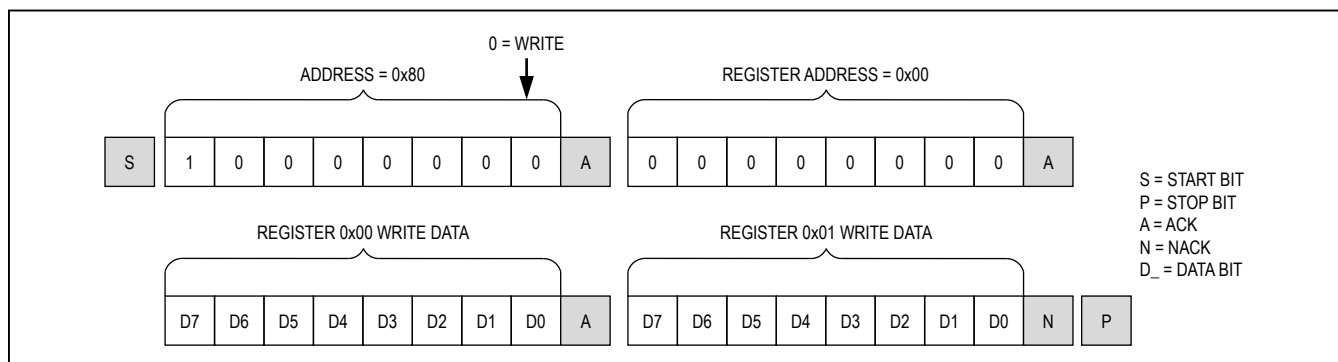 0 = WRITE
ADDRESS = 0x80 REGISTER ADDRESS = 0x00
S 1 0 0 0 0 0 0 0 A 0 0 0 0 0 0 0 0 A
REGISTER 0x00 WRITE DATA REGISTER 0x01 WRITE DATA
D7 D6 D5 D4 D3 D2 D1 D0 A D7 D6 D5 D4 D3 D2 D1 D0 N P
S = START BIT
P = STOP BIT
A = ACK
N = NACK
D_ = DATA BIT